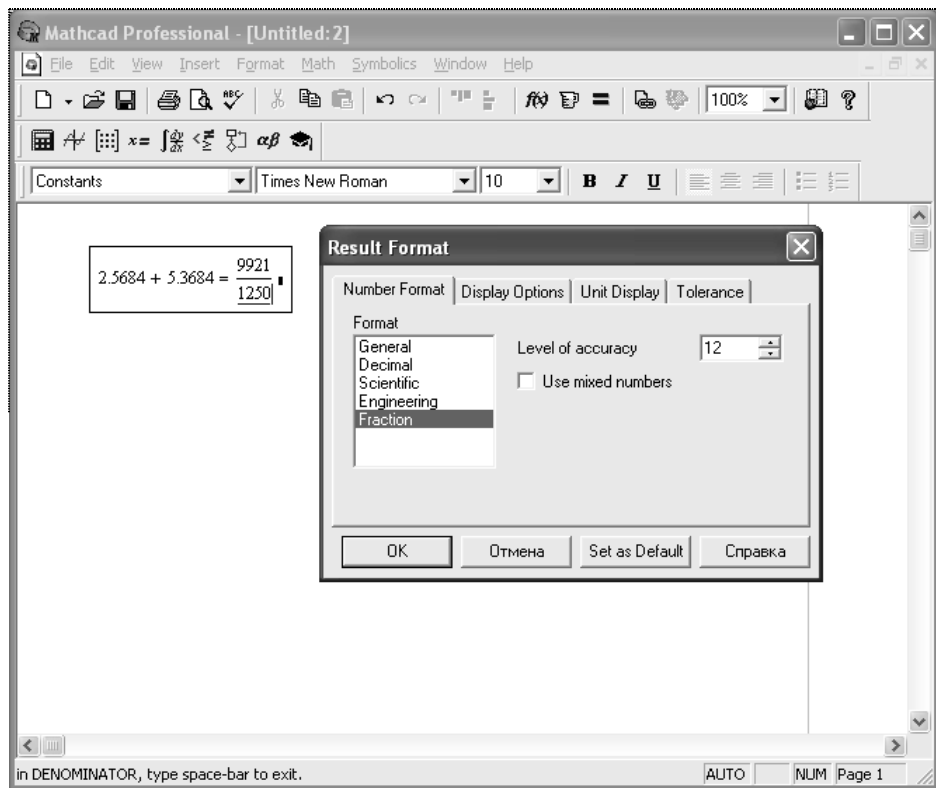 Mathcad Professional - [Untitled:2]
File Edit View Insert Format Math Symbolics Window Help
100%
Constants Times New Roman 10 B I U
2.5684 + 5.3684 = 9921
1250
Result Format
Number Format Display Options Unit Display Tolerance
Format
General
Decimal
Scientific
Engineering
Fraction
Level of accuracy 12
Use mixed numbers
OK Отмена Set as Default Справка
in DENOMINATOR, type space-bar to exit. AUTO NUM Page 1